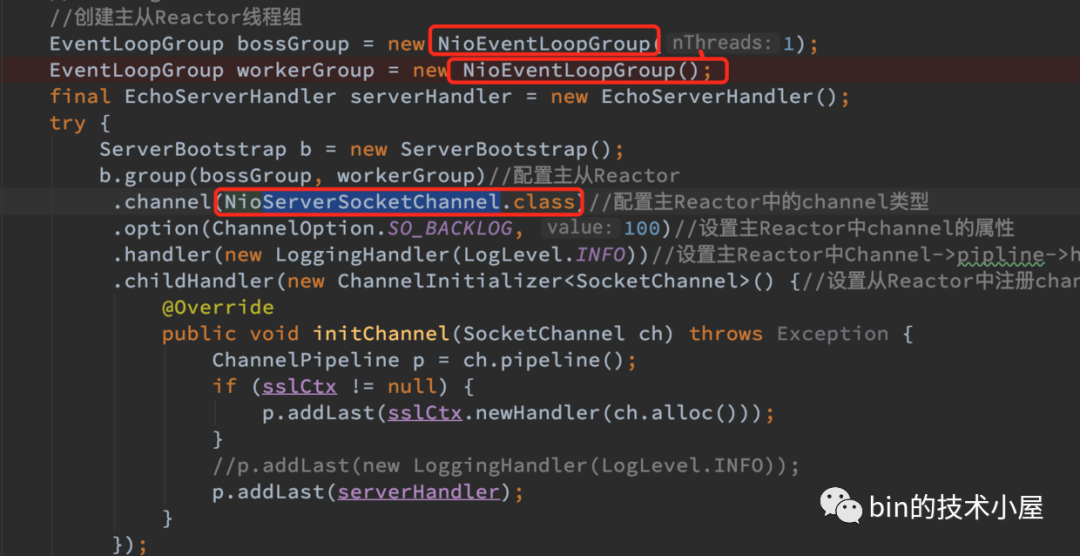 //创建主从Reactor线程组
EventLoopGroup bossGroup = new NioEventLoopGroup( nThreads: 1);
EventLoopGroup workerGroup = new NioEventLoopGroup();
final EchoServerHandler serverHandler = new EchoServerHandler();
try {
ServerBootstrap b = new ServerBootstrap();
b.group(bossGroup, workerGroup)//配置主从Reactor
.channel(NioServerSocketChannel.class)//配置主Reactor中的channel类型
.option(ChannelOption.SO_BACKLOG, value: 100)//设置主Reactor中channel的属性
.handler(new LoggingHandler(LogLevel.INFO))//设置主Reactor中Channel->pipline->h
.childHandler(new ChannelInitializer<SocketChannel>() {//设置从Reactor中注册chan
@Override
public void initChannel(SocketChannel ch) throws Exception {
ChannelPipeline p = ch.pipeline();
if (sslCtx != null) {
p.addLast(sslCtx.newHandler(ch.alloc()));
}
//p.addLast(new LoggingHandler(LogLevel.INFO));
p.addLast(serverHandler);
}
});
bin的技术小屋